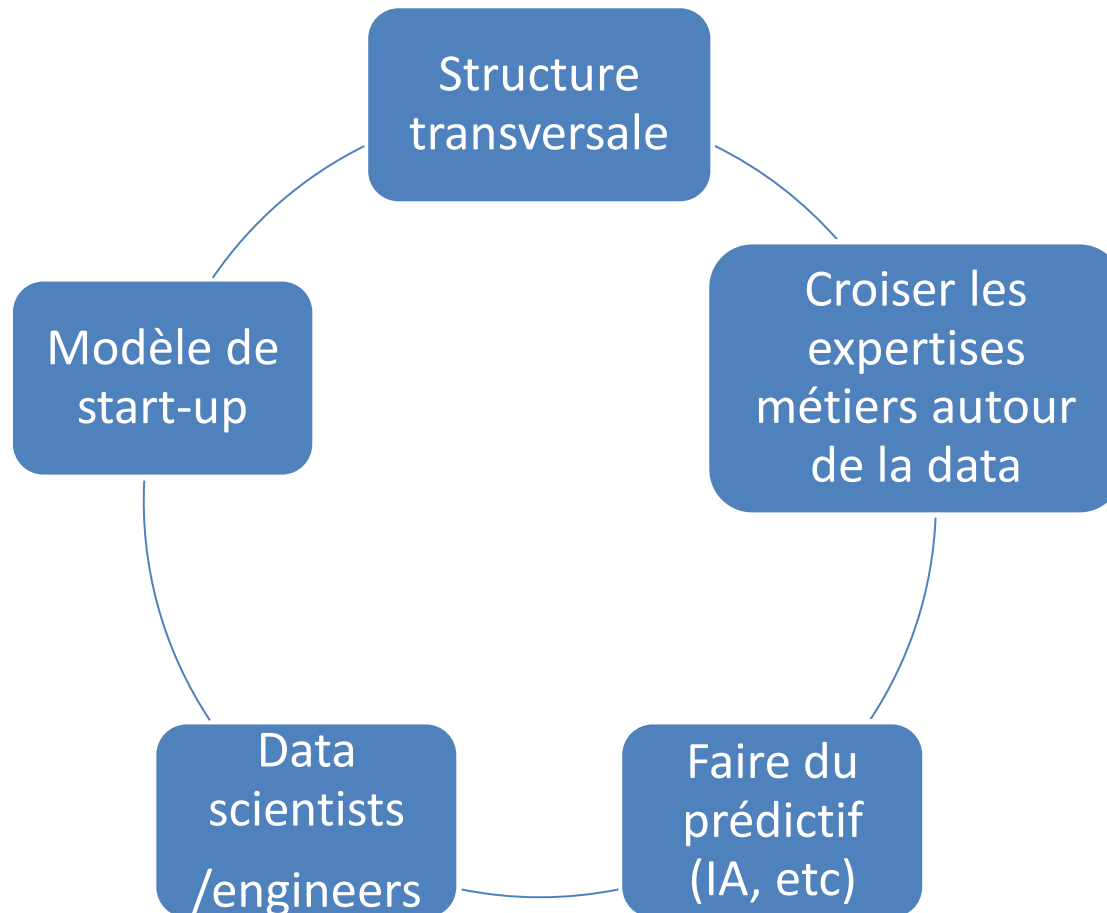 Structure
transversale
Croiser les
expertises
métiers autour
de la data
Faire du
prédictif
(IA, etc)
Data
scientists
/engineers
Modèle de
start-up